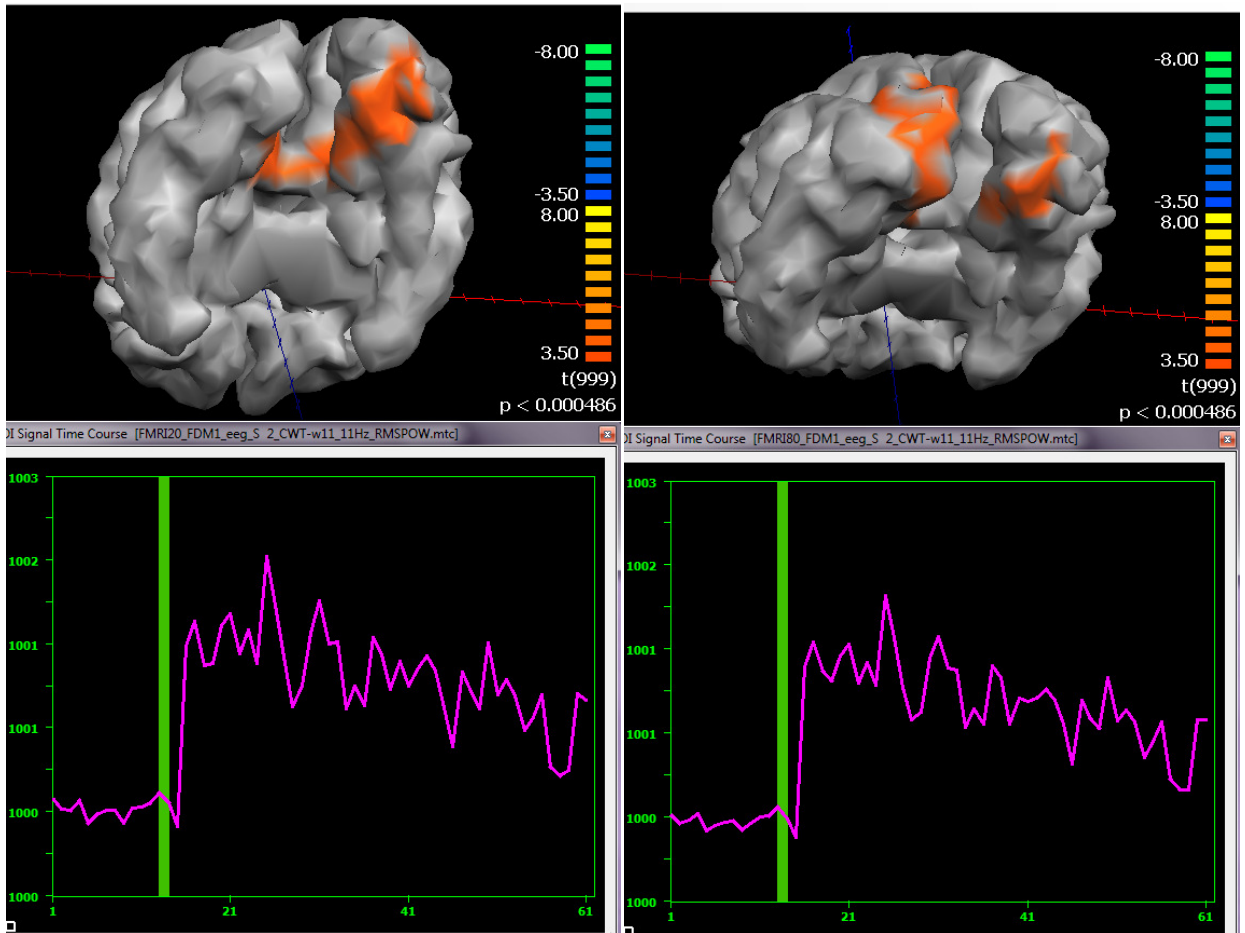 -8.00
-3.50
8.00
3.50
t(999)
p < 0.000486
-8.00
-3.50
8.00
3.50
t(999)
p < 0.000486
OI Signal Time Course [FMRI20_FDM1_eeg_S 2_CWT-w11_11Hz_RMSPOW.mtc]
x
1003
1002
1001
1001
1000
1000
1 21 41 61
OI Signal Time Course [FMRI80_FDM1_eeg_S 2_CWT-w11_11Hz_RMSPOW.mtc]
x
1003
1002
1001
1001
1000
1000
1 21 41 61